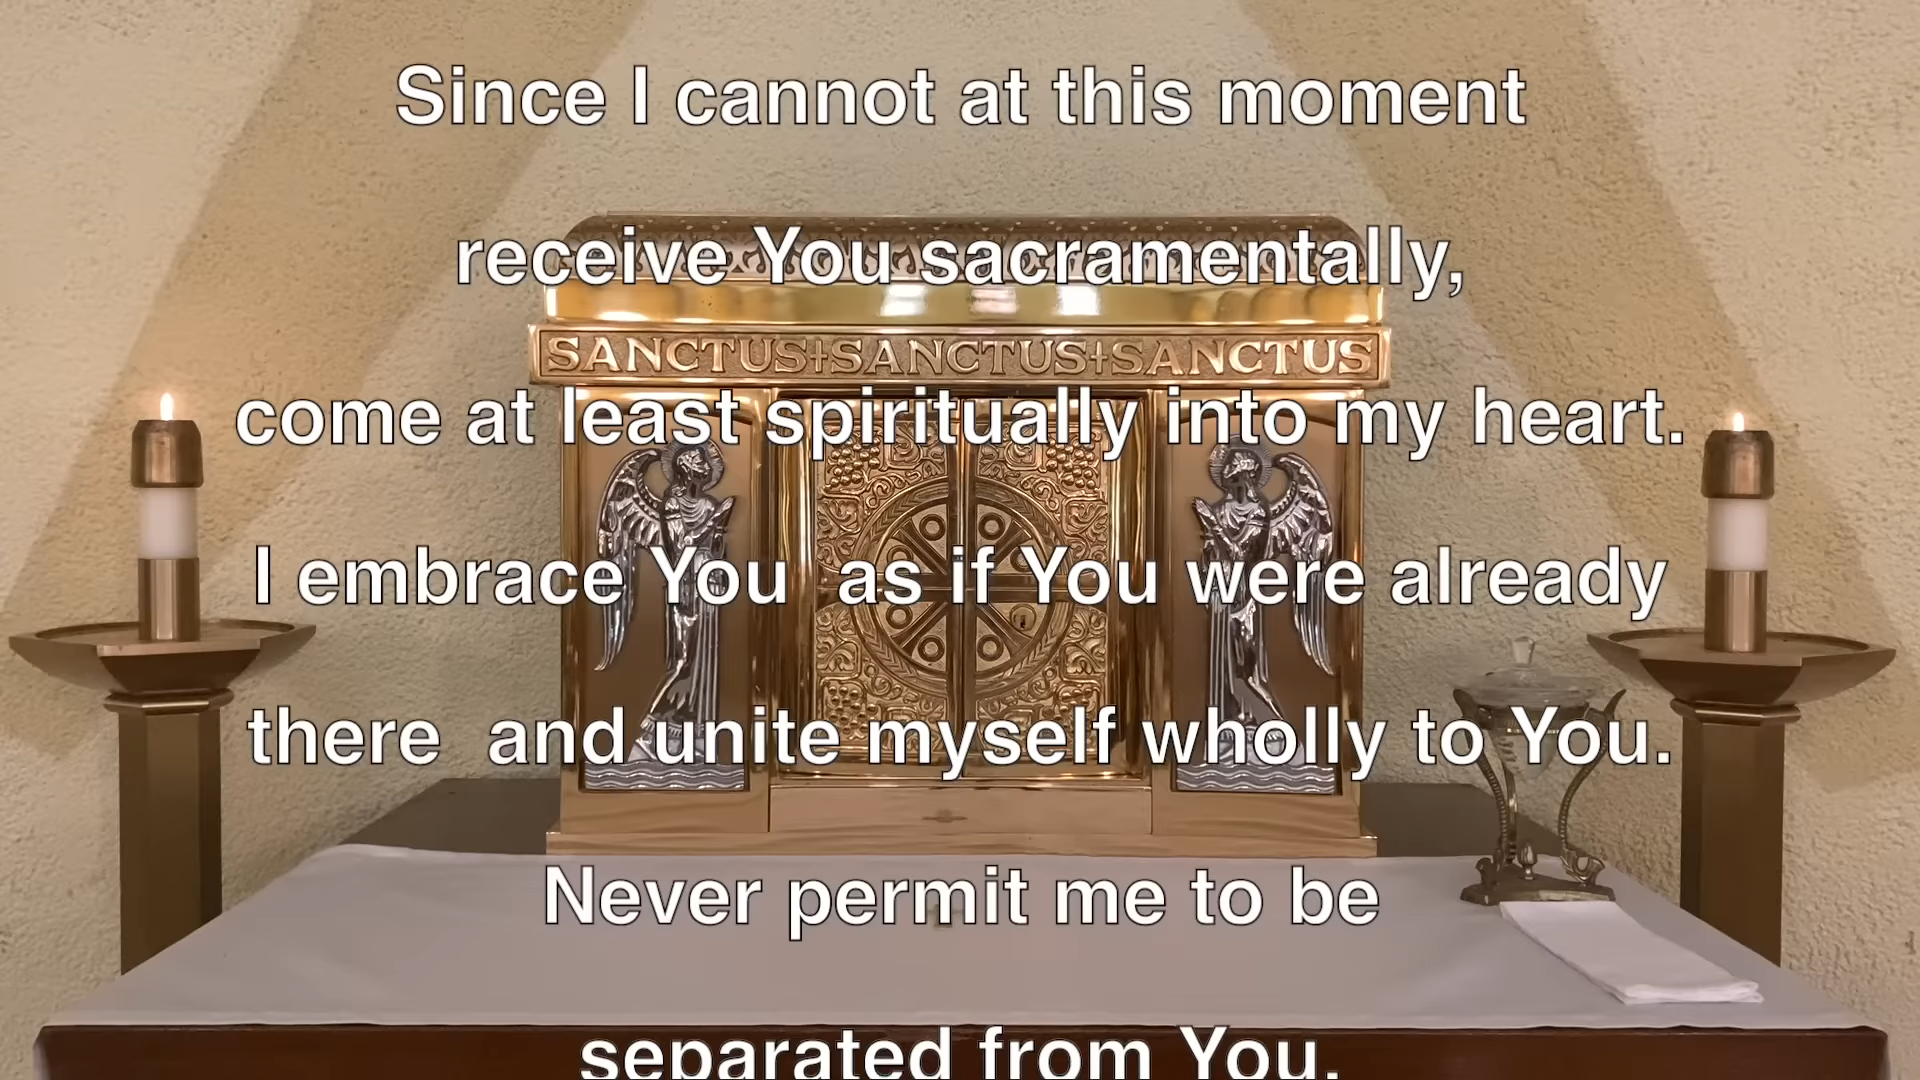 Since I cannot at this moment
receive You sacramentally,
SANCTUS+SANCTUS+SANCTUS
come at least spiritually into my heart.
I embrace You as if You were already
there and unite myself wholly to You.
Never permit me to be
separated from You.